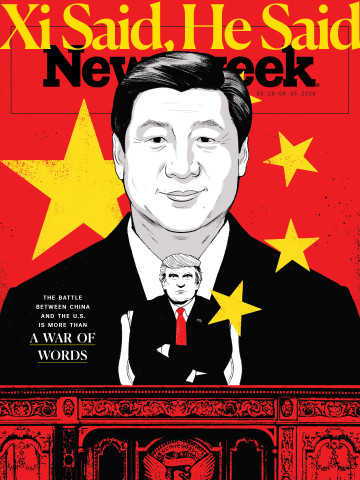 Xi Said, He Said
Newsweek
THE BATTLE
BETWEEN CHINA
AND THE U.S.
IS MORE THAN
A WAR OF
WORDS